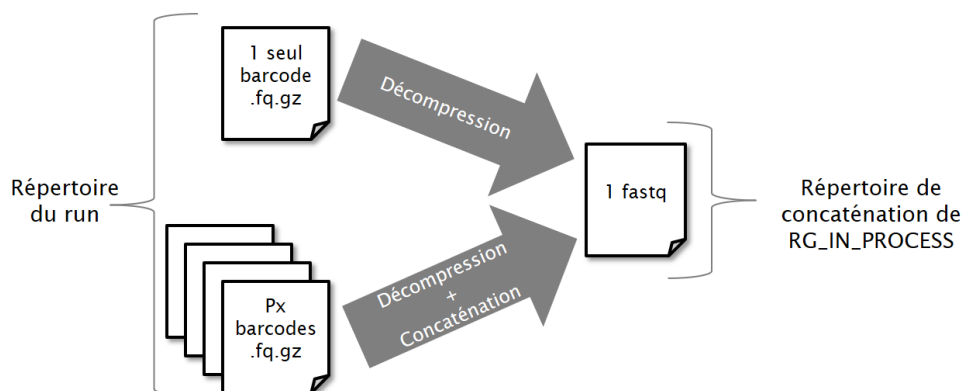 Répertoire
du run
1 seul
barcode
.fq.gz
Px
barcodes
.fq.gz
Décompression
Décompression
+
Concaténation
1 fastq
Répertoire de
concaténation de
RG_IN_PROCESS